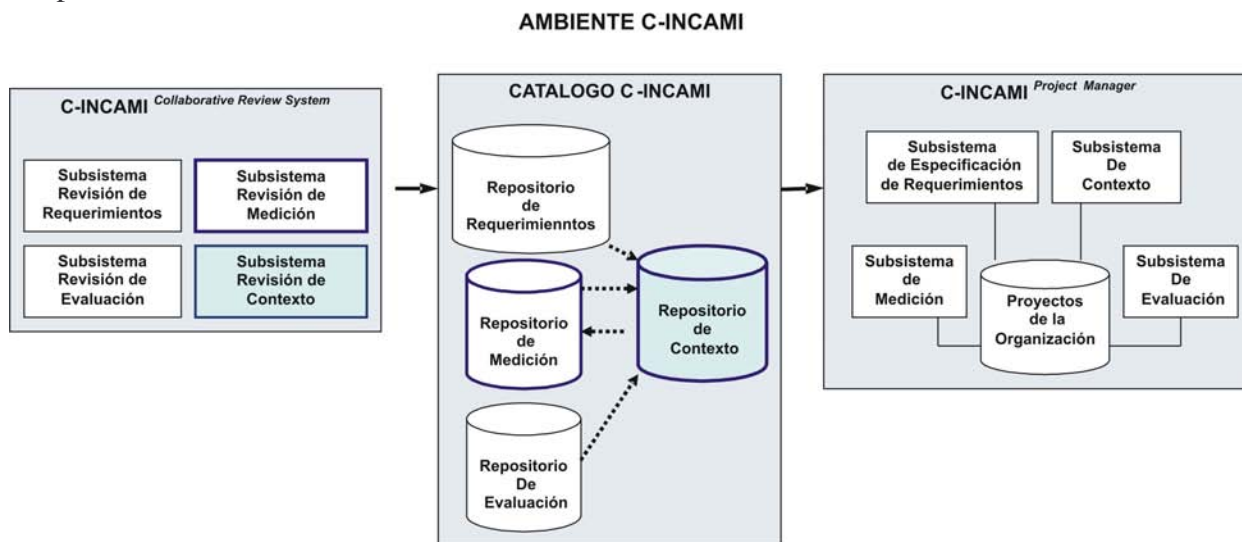 AMBIENTE C-INCAMI
C-INCAMI Collaborative Review System
Subsistema
Revisión de
Requerimientos
Subsistema
Revisión de
Medición
Subsistema
Revisión de
Evaluación
Subsistema
Revisión de
Contexto
CATALOGO C-INCAMI
Repositorio
de
Requerimienntos
Repositorio
de
Medición
Repositorio
de
Contexto
Repositorio
De
Evaluación
C-INCAMI Project Manager
Subsistema
de Especificación
de Requerimientos
Subsistema
De
Contexto
Subsistema
de
Medición
Subsistema
De
Evaluación
Proyectos
de la
Organización